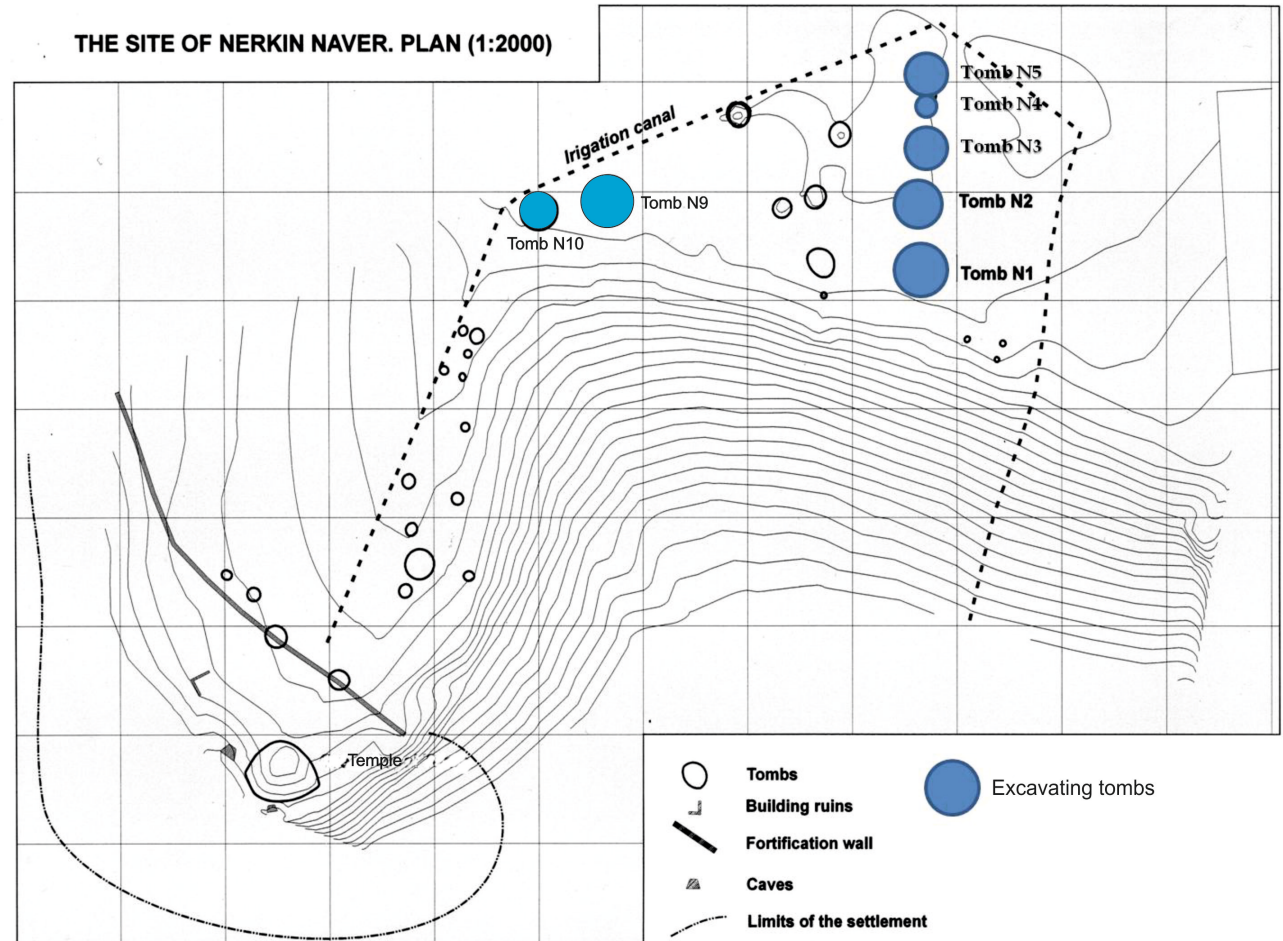 THE SITE OF NERKIN NAVER. PLAN (1:2000)
Irigation canal
Tomb N5
Tomb N4
Tomb N3
Tomb N9
Tomb N2
Tomb N10
Tomb N1
Temple
Tombs
Excavating tombs
Building ruins
Fortification wall
Caves
Limits of the settlement